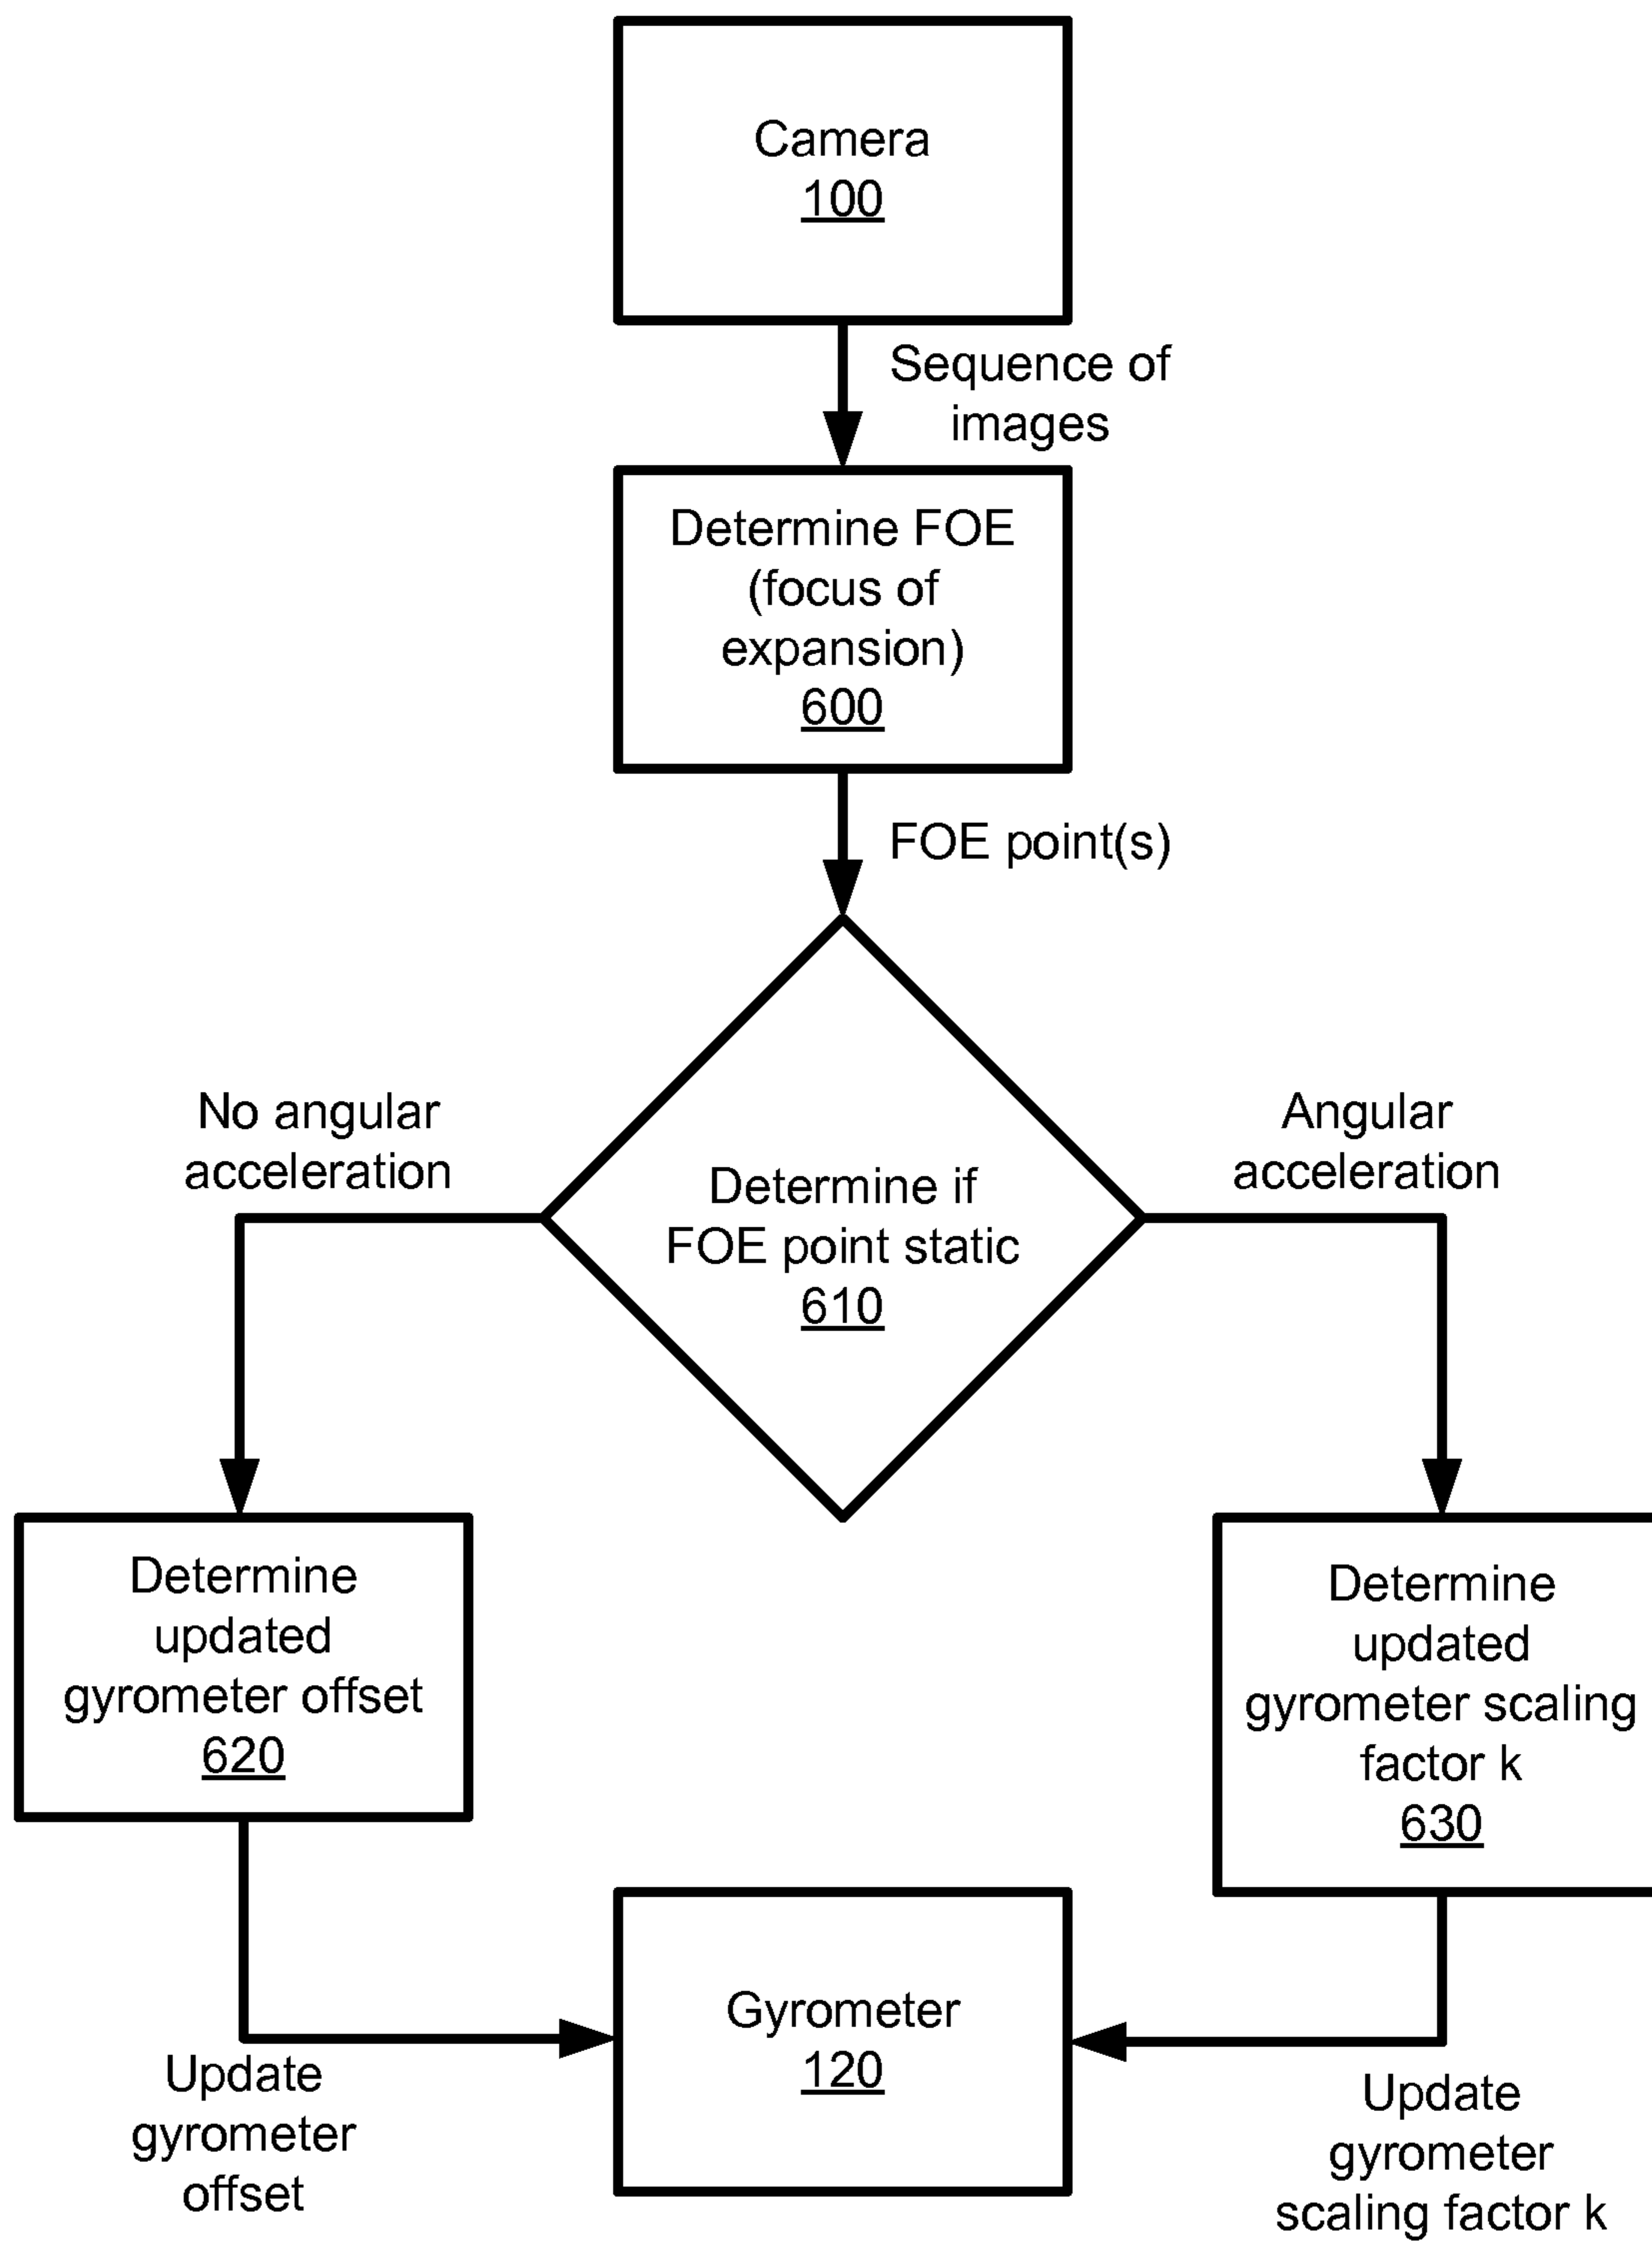 Camera
100
Sequence of
images
Determine FOE
(focus of
expansion)
600
FOE point(s)
No angular
acceleration
Angular
acceleration
Determine if
FOE point static
610
Determine
updated
gyrometer offset
620
Determine
updated
gyrometer scaling
factor k
630
Gyrometer
120
Update
gyrometer
offset
Update
gyrometer
scaling factor k